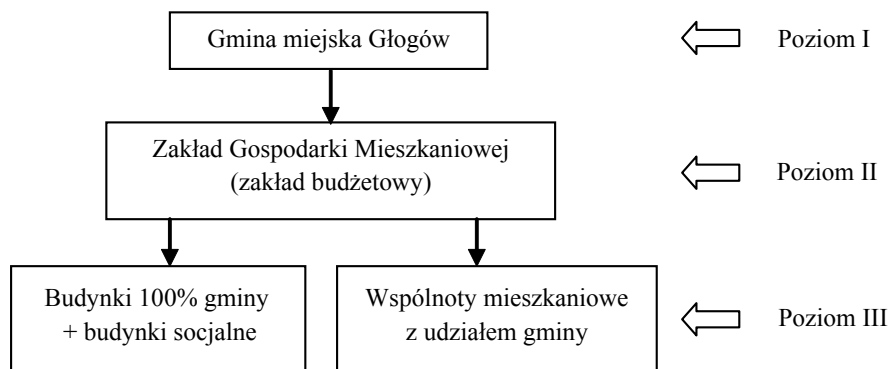 Gmina miejska Głogów
Poziom I
Zakład Gospodarki Mieszkaniowej
(zakład budżetowy)
Poziom II
Budynki 100% gminy
+ budynki socjalne
Wspólnoty mieszkaniowe
z udziałem gminy
Poziom III